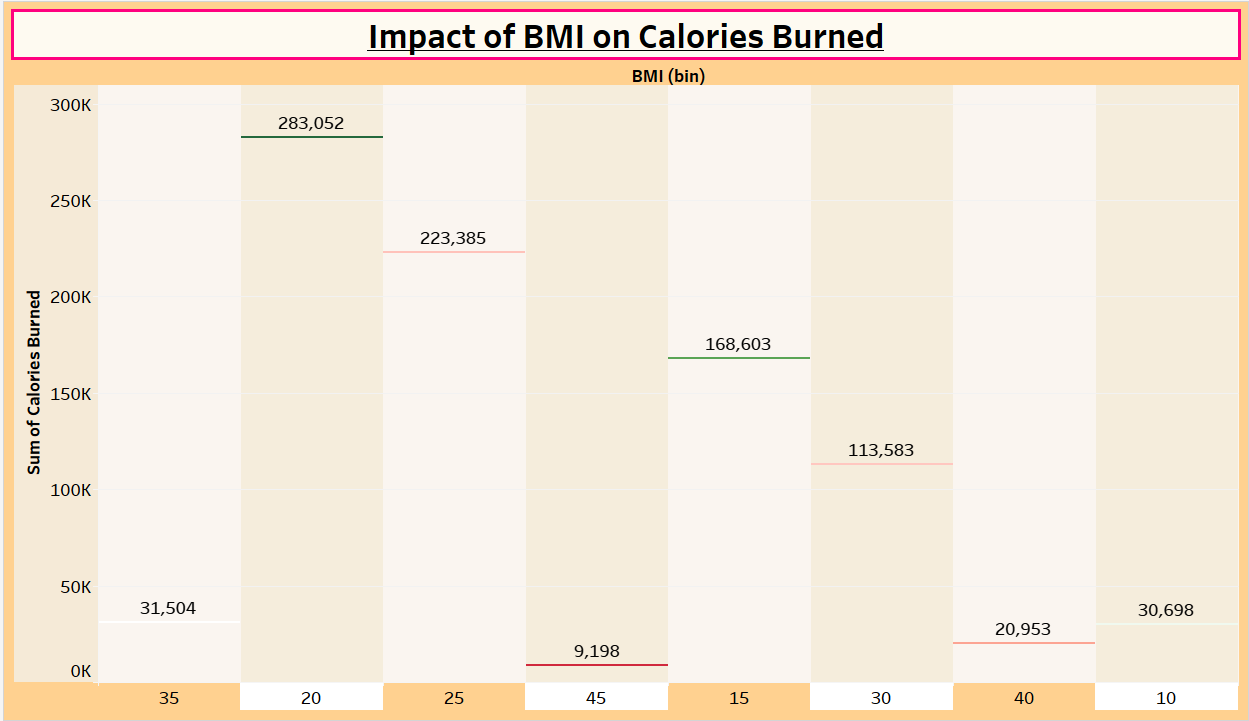 Impact of BMI on Calories Burned
BMI (bin)
300K
283,052
250K
223,385
Sum of Calories Burned
200K
168,603
150K
113,583
100K
50K
31,504
30,698
20,953
9,198
0K
35 20 25 45 15 30 40 10